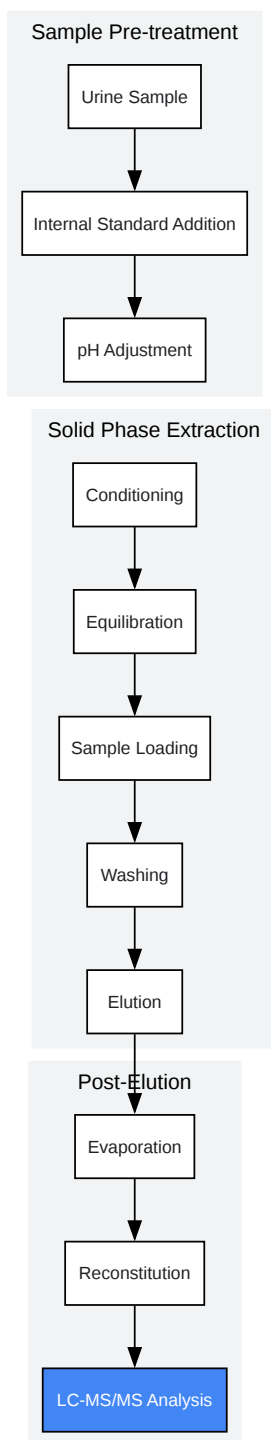 Sample Pre-treatment
Urine Sample
Internal Standard Addition
pH Adjustment
Solid Phase Extraction
Conditioning
Equilibration
Sample Loading
Washing
Elution
Post-Elution
Evaporation
Reconstitution
LC-MS/MS Analysis